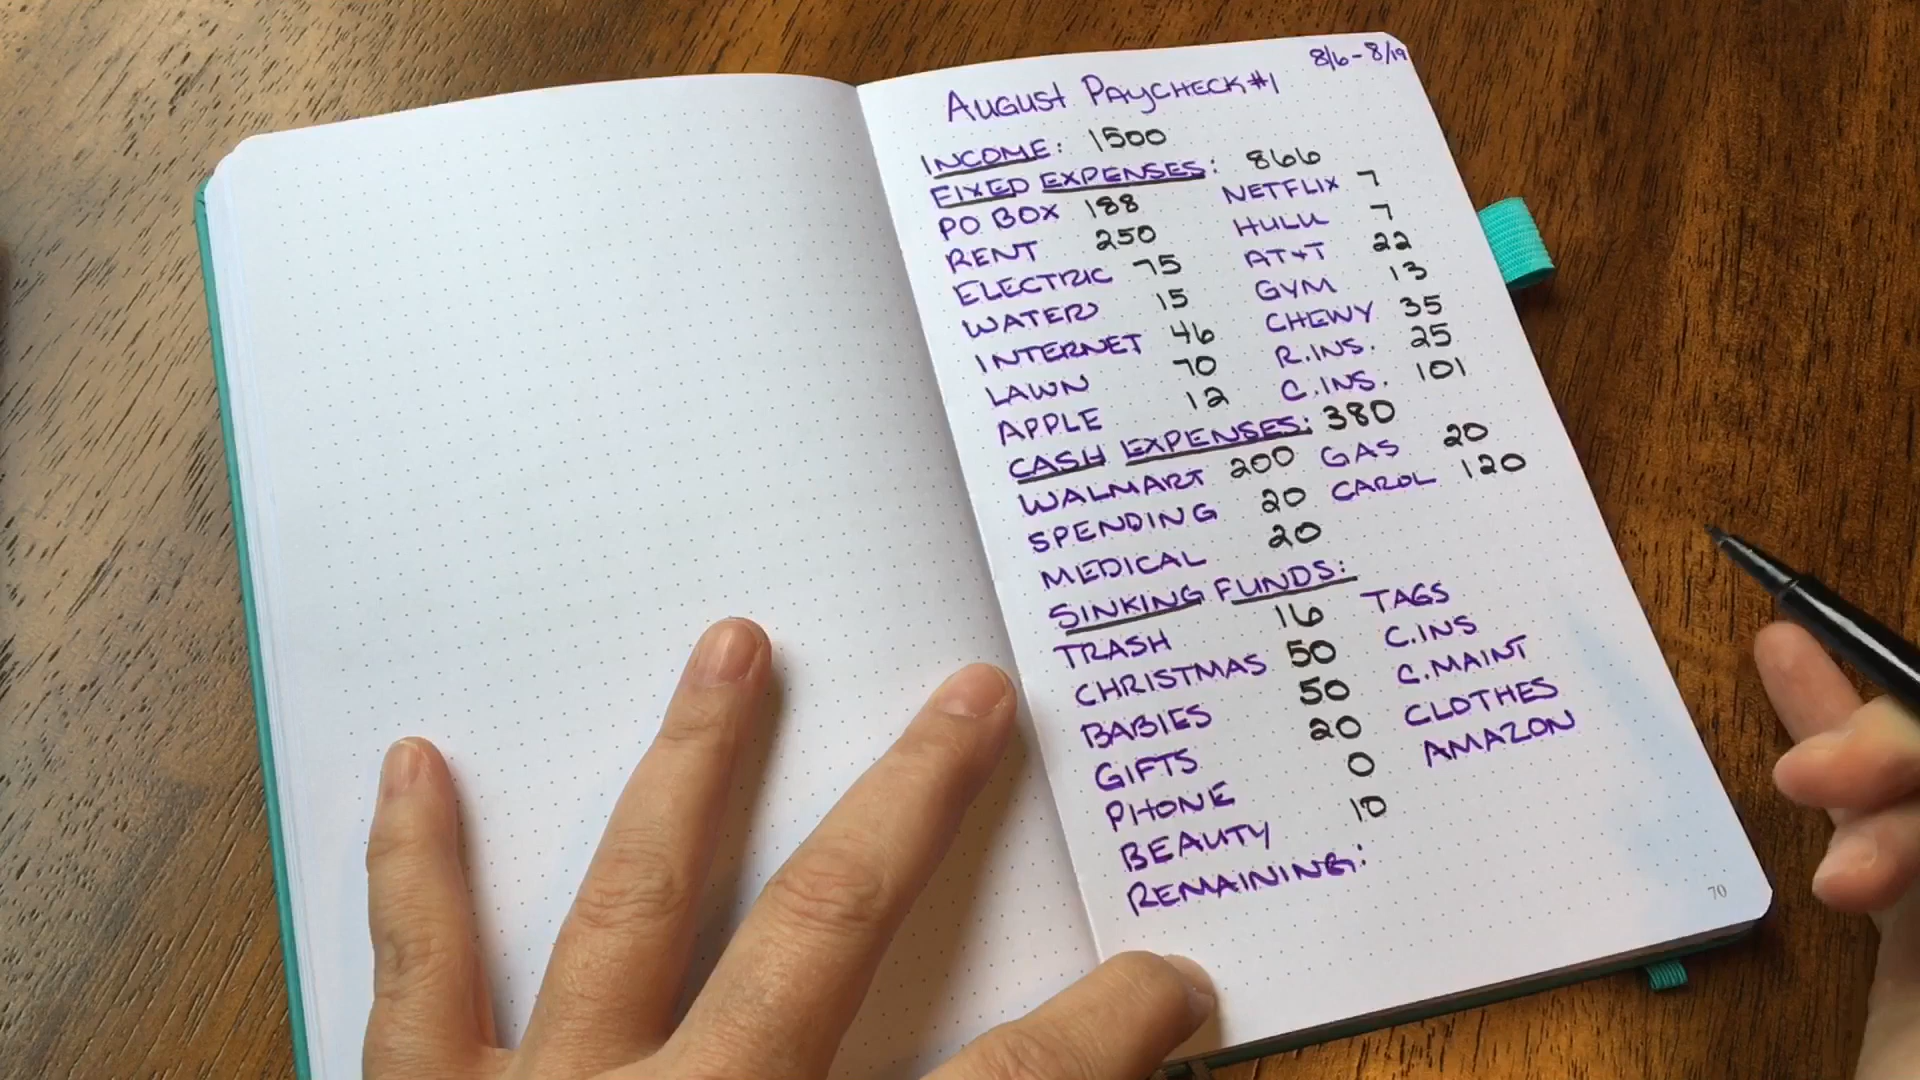 8/6 - 8/19
August Paycheck #1
INCOME: 1500
FIXED EXPENSES: 866
PO BOX 188 NETFLIX 7
RENT 250 HULU 7
ELECTRIC 75 AT+T 22
WATER 15 GYM 13
INTERNET 46 CHEWY 35
LAWN 70 R.INS. 25
APPLE 12 C.INS. 101
CASH EXPENSES: 380
WALMART 200 GAS 20
SPENDING 20 CAROL 120
MEDICAL 20
SINKING FUNDS:
TRASH 16 TAGS
CHRISTMAS 50 C.INS
BABIES 50 C.MAINT
GIFTS 20 CLOTHES
PHONE 0 AMAZON
BEAUTY 10
REMAINING:
70